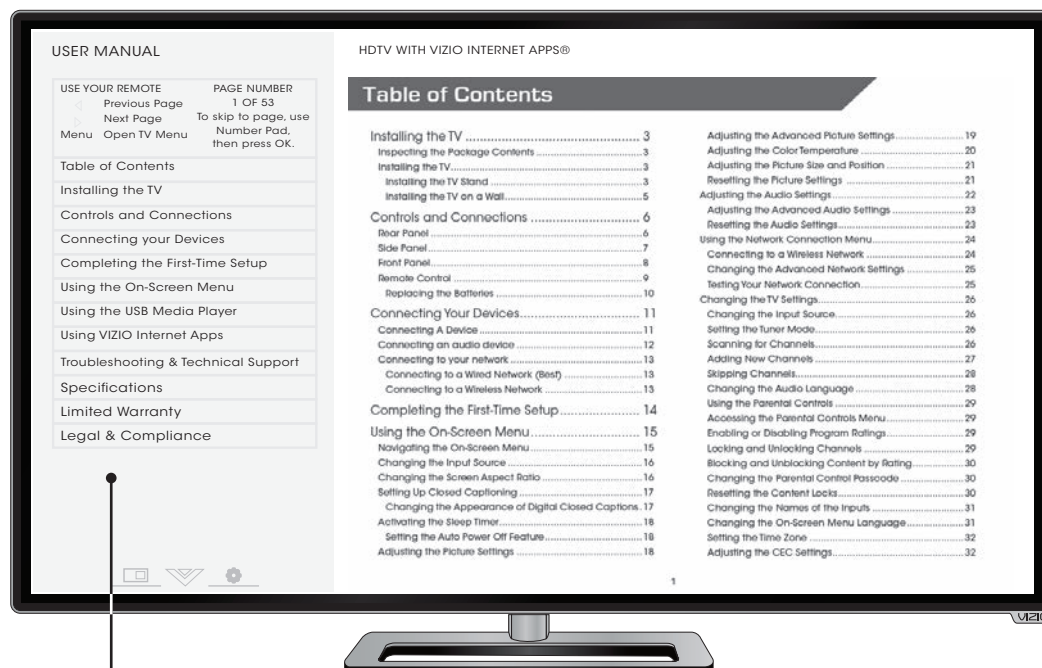 USER MANUAL
USE YOUR REMOTE
Previous Page
Next Page
Menu Open TV Menu
PAGE NUMBER
1 OF 53
To skip to page, use
Number Pad,
then press OK.
Table of Contents
Installing the TV
Controls and Connections
Connecting your Devices
Completing the First-Time Setup
Using the On-Screen Menu
Using the USB Media Player
Using VIZIO Internet Apps
Troubleshooting & Technical Support
Specifications
Limited Warranty
Legal & Compliance
HDTV WITH VIZIO INTERNET APPS®
Table of Contents
Installing the TV 3
Inspecting the Package Contents 3
Installing the TV 3
Installing the TV Stand 3
Installing the TV on a Wall 5
Controls and Connections 6
Rear Panel 6
Side Panel 7
Front Panel 8
Remote Control 9
Replacing the Batteries 10
Connecting Your Devices 11
Connecting A Device 11
Connecting an audio device 12
Connecting to your network 13
Connecting to a Wired Network (Best) 13
Connecting to a Wireless Network 13
Completing the First-Time Setup 14
Using the On-Screen Menu 15
Navigating the On-Screen Menu 15
Changing the Input Source 16
Changing the Screen Aspect Ratio 16
Setting Up Closed Captioning 17
Changing the Appearance of Digital Closed Captions. 17
Activating the Sleep Timer 18
Setting the Auto Power Off Feature 18
Adjusting the Picture Settings 18
Adjusting the Advanced Picture Settings 19
Adjusting the Color Temperature 20
Adjusting the Picture Size and Position 21
Resetting the Picture Settings 21
Adjusting the Audio Settings 22
Adjusting the Advanced Audio Settings 23
Resetting the Audio Settings 23
Using the Network Connection Menu 24
Connecting to a Wireless Network 24
Changing the Advanced Network Settings 25
Testing Your Network Connection 25
Changing the TV Settings 26
Changing the Input Source 26
Setting the Tuner Mode 26
Scanning for Channels 26
Adding New Channels 27
Skipping Channels 28
Changing the Audio Language 28
Using the Parental Controls 29
Accessing the Parental Controls Menu 29
Enabling or Disabling Program Ratings 29
Locking and Unlocking Channels 29
Blocking and Unblocking Content by Rating 30
Changing the Parental Control Passcode 30
Resetting the Content Locks 30
Changing the Names of the Inputs 31
Changing the On-Screen Menu Language 31
Setting the Time Zone 32
Adjusting the CEC Settings 32
1